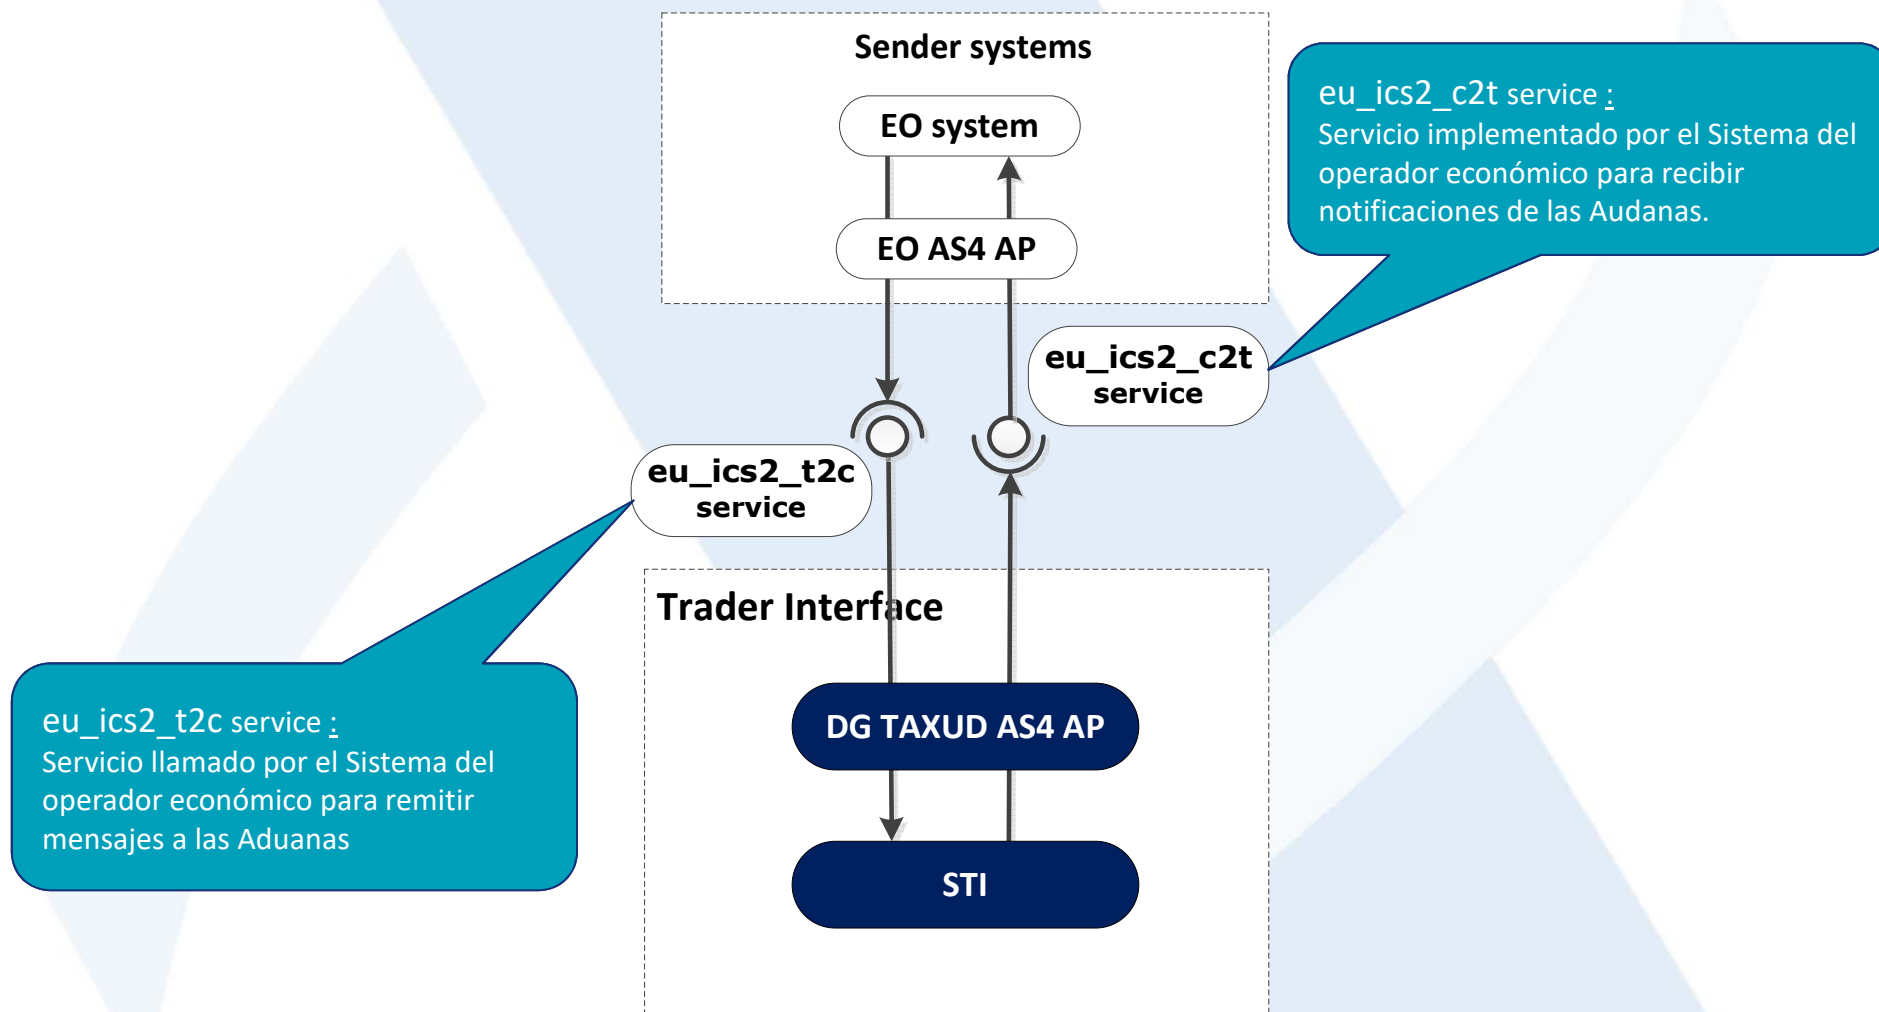 Sender systems
EO system
EO AS4 AP
eu_ics2_c2t service :
Servicio implementado por el Sistema del
operador económico para recibir
notificaciones de las Audanas.
eu_ics2_c2t
service
eu_ics2_t2c
service
Trader Interface
DG TAXUD AS4 AP
STI
eu_ics2_t2c service :
Servicio llamado por el Sistema del
operador económico para remitir
mensajes a las Aduanas